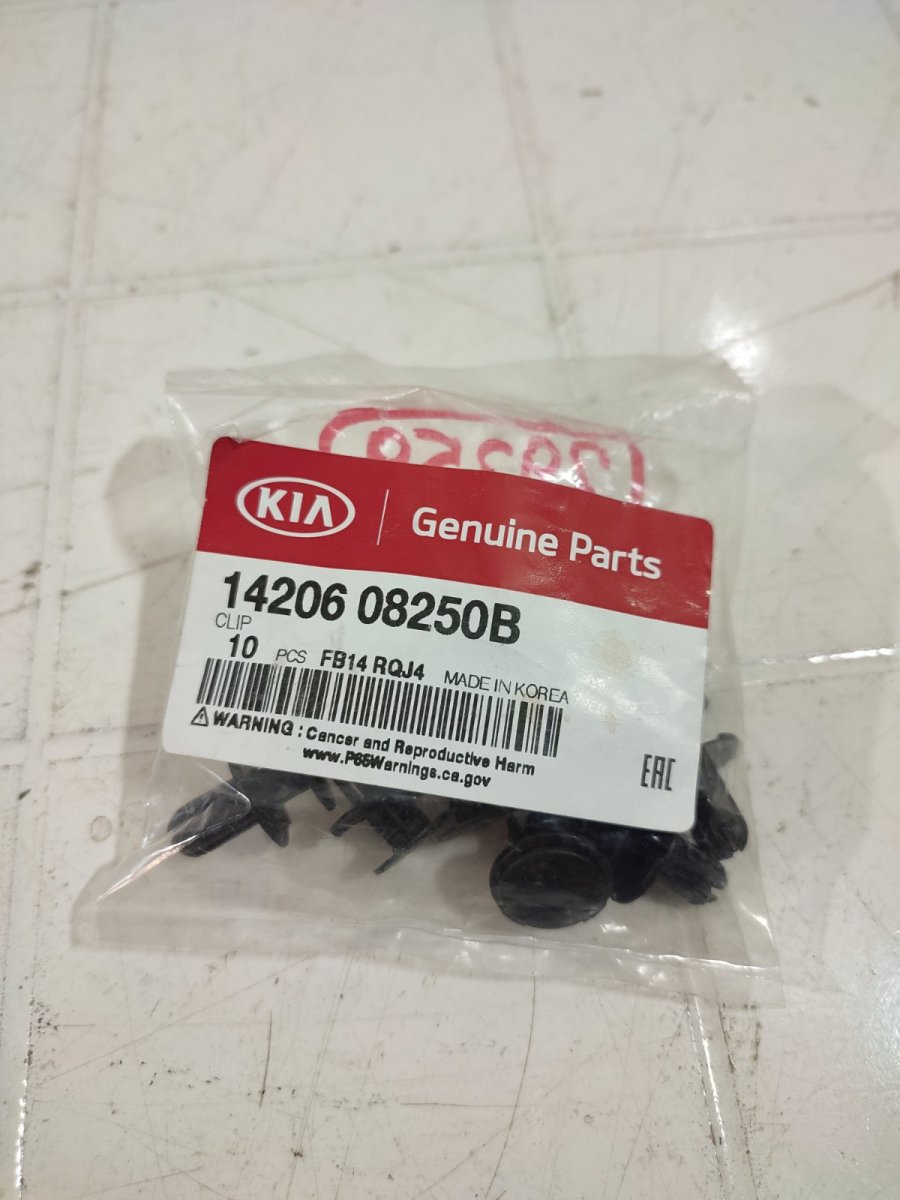 KIA Genuine Parts
14206 08250B
CLIP
10 PCS FB14 RQJ4 MADE IN KOREA
⚠ WARNING : Cancer and Reproductive Harm
www.P65Warnings.ca.gov
EAC